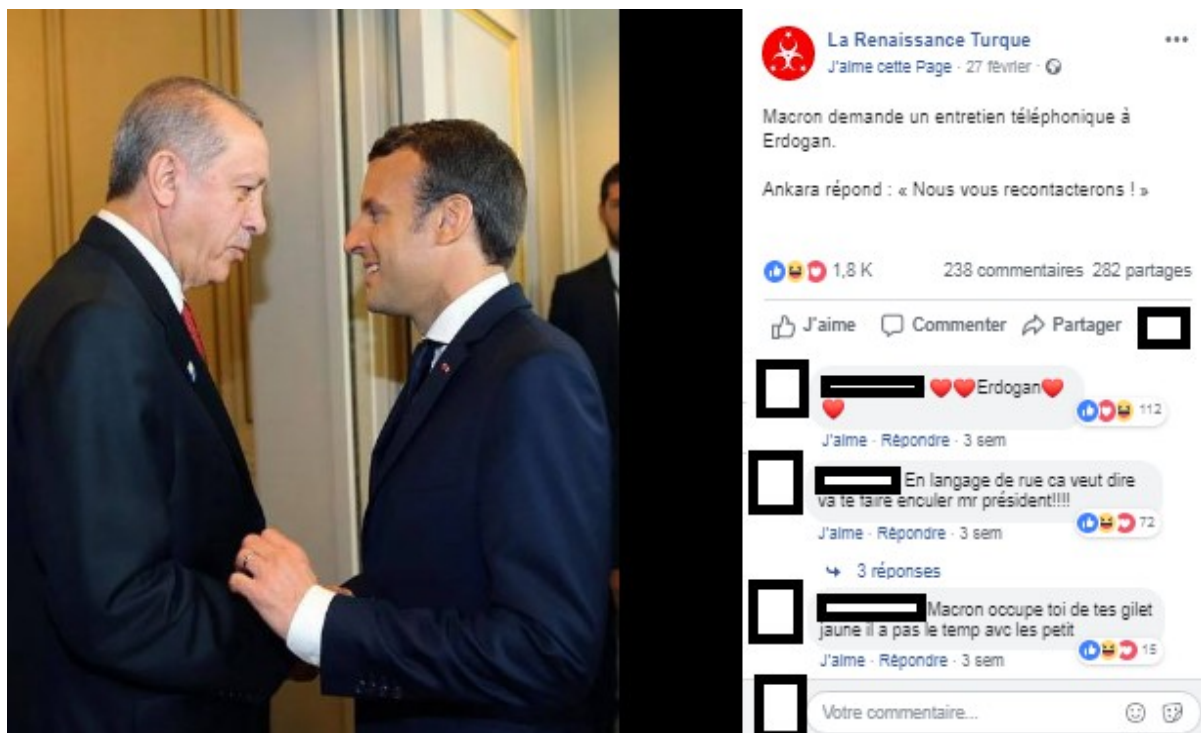 La Renaissance Turque
J'aime cette Page · 27 février ·
Macron demande un entretien téléphonique à
Erdogan.
Ankara répond : « Nous vous recontacterons ! »
1,8 K 238 commentaires 282 partages
J'aime Commenter Partager
Erdogan
112
J'aime · Répondre · 3 sem
En langage de rue ca veut dire
va te faire enculer mr président!!!!
72
J'aime · Répondre · 3 sem
3 réponses
Macron occupe toi de tes gilet
jaune il a pas le temp avc les petit
15
J'aime · Répondre · 3 sem
Votre commentaire...